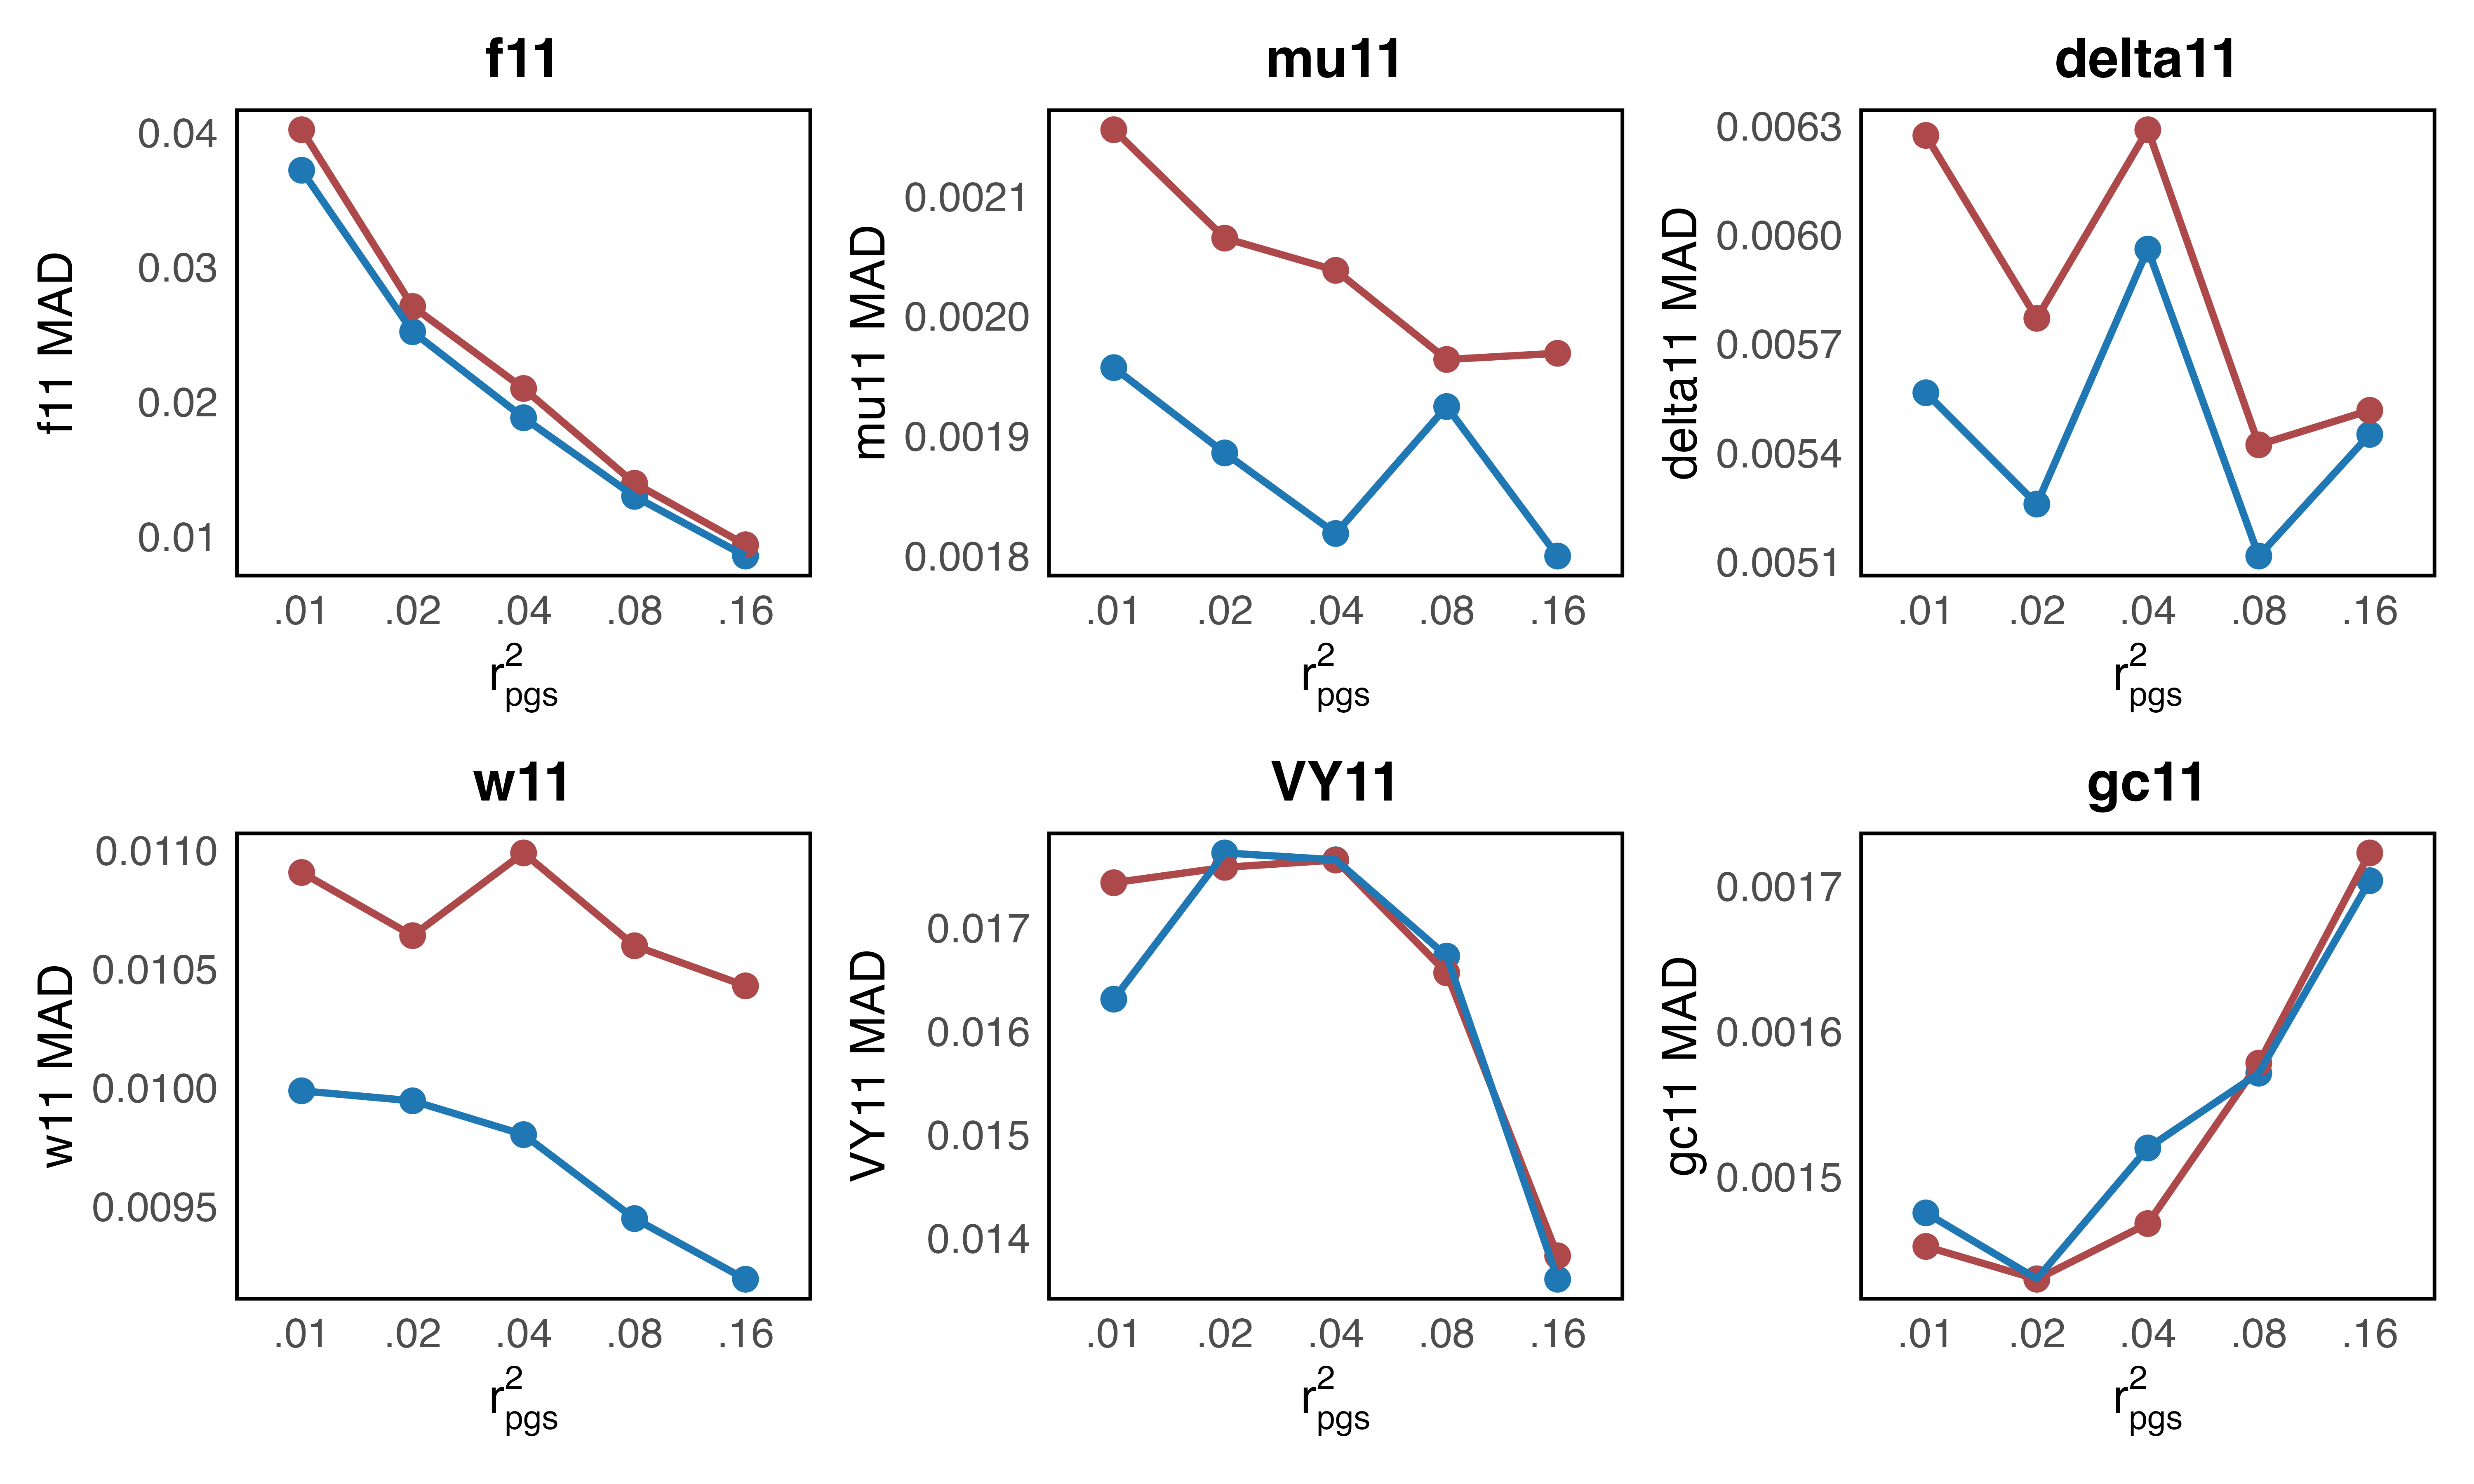 f11
f11 MAD
0.04
0.03
0.02
0.01
.01 .02 .04 .08 .16
r²pgs
mu11
mu11 MAD
0.0021
0.0020
0.0019
0.0018
.01 .02 .04 .08 .16
r²pgs
delta11
delta11 MAD
0.0063
0.0060
0.0057
0.0054
0.0051
.01 .02 .04 .08 .16
r²pgs
w11
w11 MAD
0.0110
0.0105
0.0100
0.0095
.01 .02 .04 .08 .16
r²pgs
VY11
VY11 MAD
0.017
0.016
0.015
0.014
.01 .02 .04 .08 .16
r²pgs
gc11
gc11 MAD
0.0017
0.0016
0.0015
.01 .02 .04 .08 .16
r²pgs